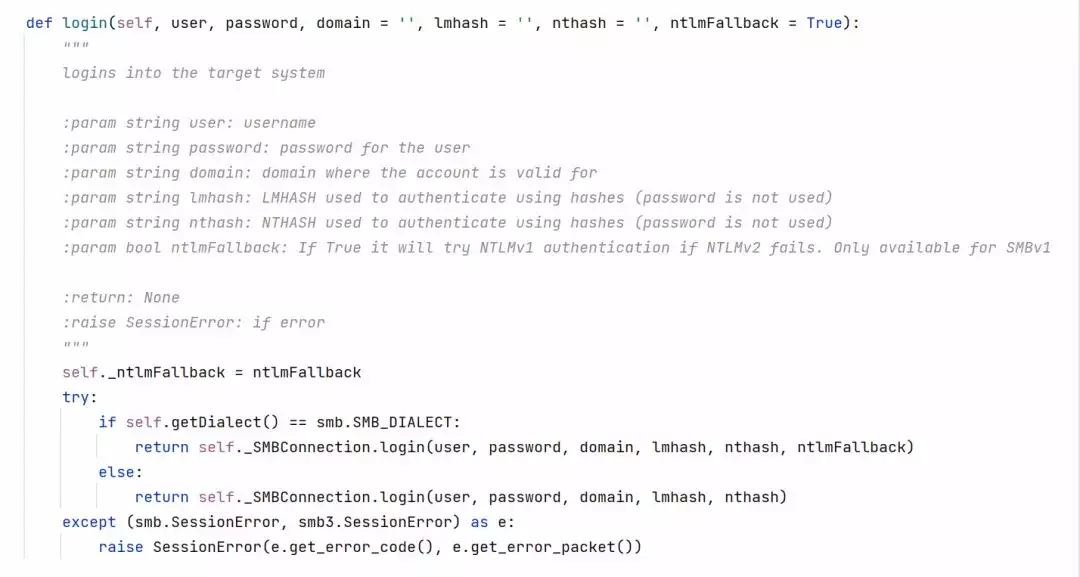 def login(self, user, password, domain = '', lmhash = '', nthash = '', ntlmFallback = True):
"""
logins into the target system
:param string user: username
:param string password: password for the user
:param string domain: domain where the account is valid for
:param string lmhash: LMHASH used to authenticate using hashes (password is not used)
:param string nthash: NTHASH used to authenticate using hashes (password is not used)
:param bool ntlmFallback: If True it will try NTLMv1 authentication if NTLMv2 fails. Only available for SMBv1
:return: None
:raise SessionError: if error
"""
self._ntlmFallback = ntlmFallback
try:
if self.getDialect() == smb.SMB_DIALECT:
return self._SMBConnection.login(user, password, domain, lmhash, nthash, ntlmFallback)
else:
return self._SMBConnection.login(user, password, domain, lmhash, nthash)
except (smb.SessionError, smb3.SessionError) as e:
raise SessionError(e.get_error_code(), e.get_error_packet())